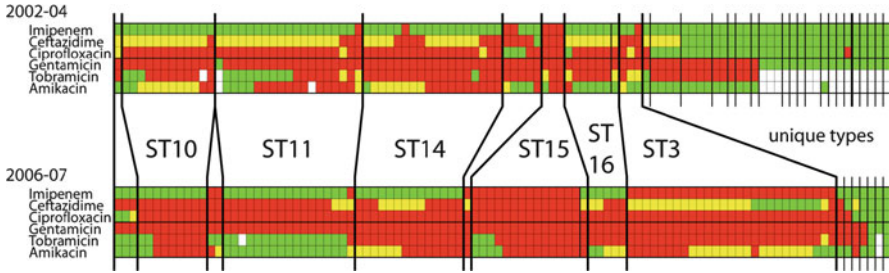 2002-04
Imipenem
Ceftazidime
Ciprofloxacin
Gentamicin
Tobramicin
Amikacin
ST10 ST11 ST14 ST15 ST 16 ST3 unique types
2006-07
Imipenem
Ceftazidime
Ciprofloxacin
Gentamicin
Tobramicin
Amikacin